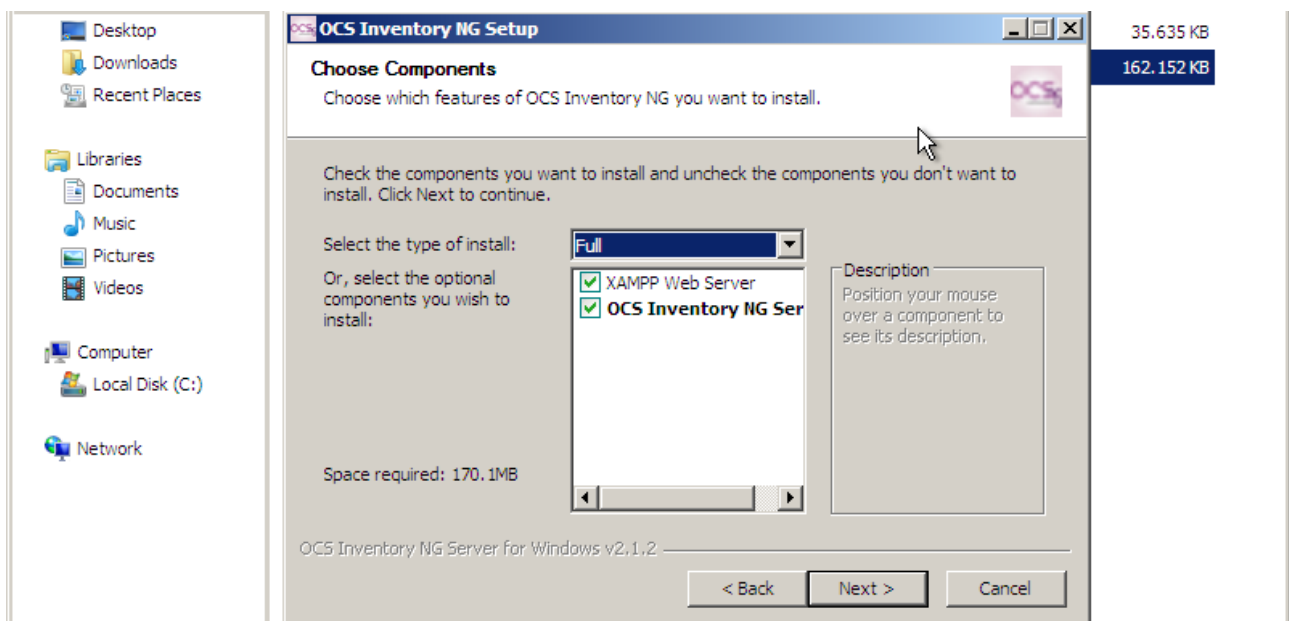 Desktop
Downloads
Recent Places
Libraries
Documents
Music
Pictures
Videos
Computer
Local Disk (C:)
Network
OCS OCS Inventory NG Setup
Choose Components
Choose which features of OCS Inventory NG you want to install.
OCS
Check the components you want to install and uncheck the components you don't want to
install. Click Next to continue.
Select the type of install:
Full
Or, select the optional
components you wish to
install:
XAMPP Web Server
OCS Inventory NG Ser
Description
Position your mouse
over a component to
see its description.
Space required: 170.1MB
OCS Inventory NG Server for Windows v2.1.2
< Back
Next >
Cancel
35.635 KB
162.152 KB